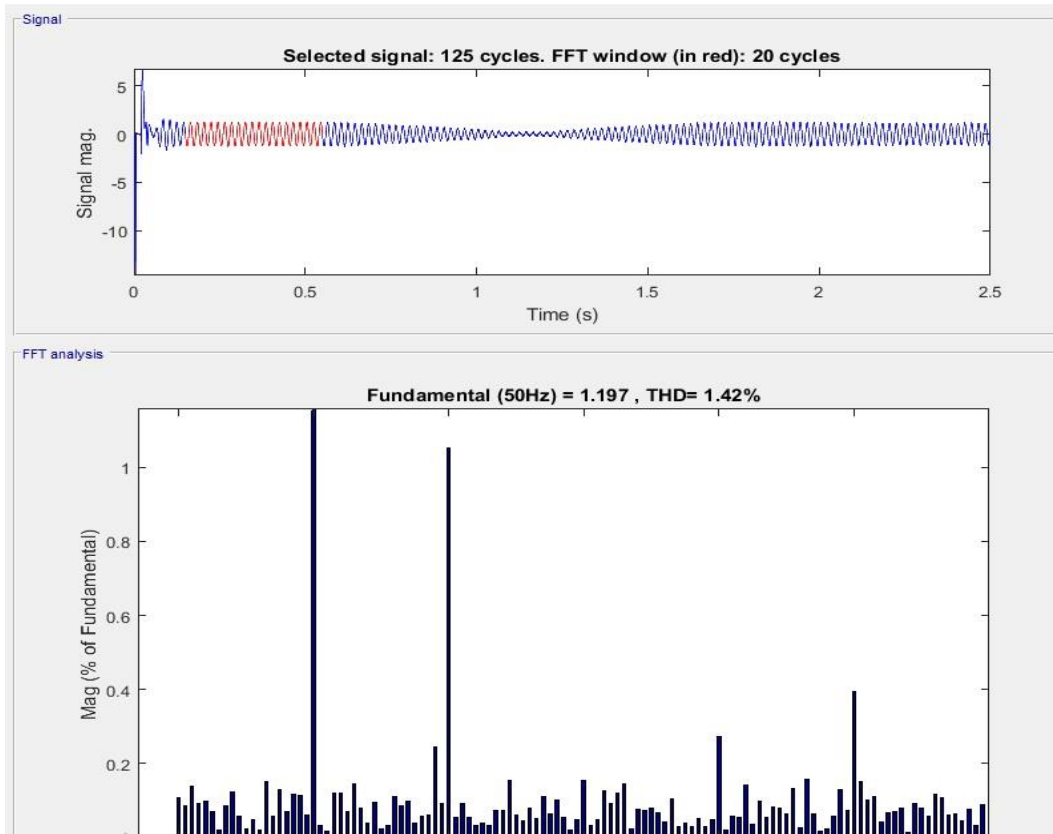 Signal
Selected signal: 125 cycles. FFT window (in red): 20 cycles
5
0
-5
-10
Signal mag.
0
0.5
1
1.5
2
2.5
Time (s)
FFT analysis
Fundamental (50Hz) = 1.197 , THD= 1.42%
1
0.8
0.6
0.4
0.2
Mag (% of Fundamental)